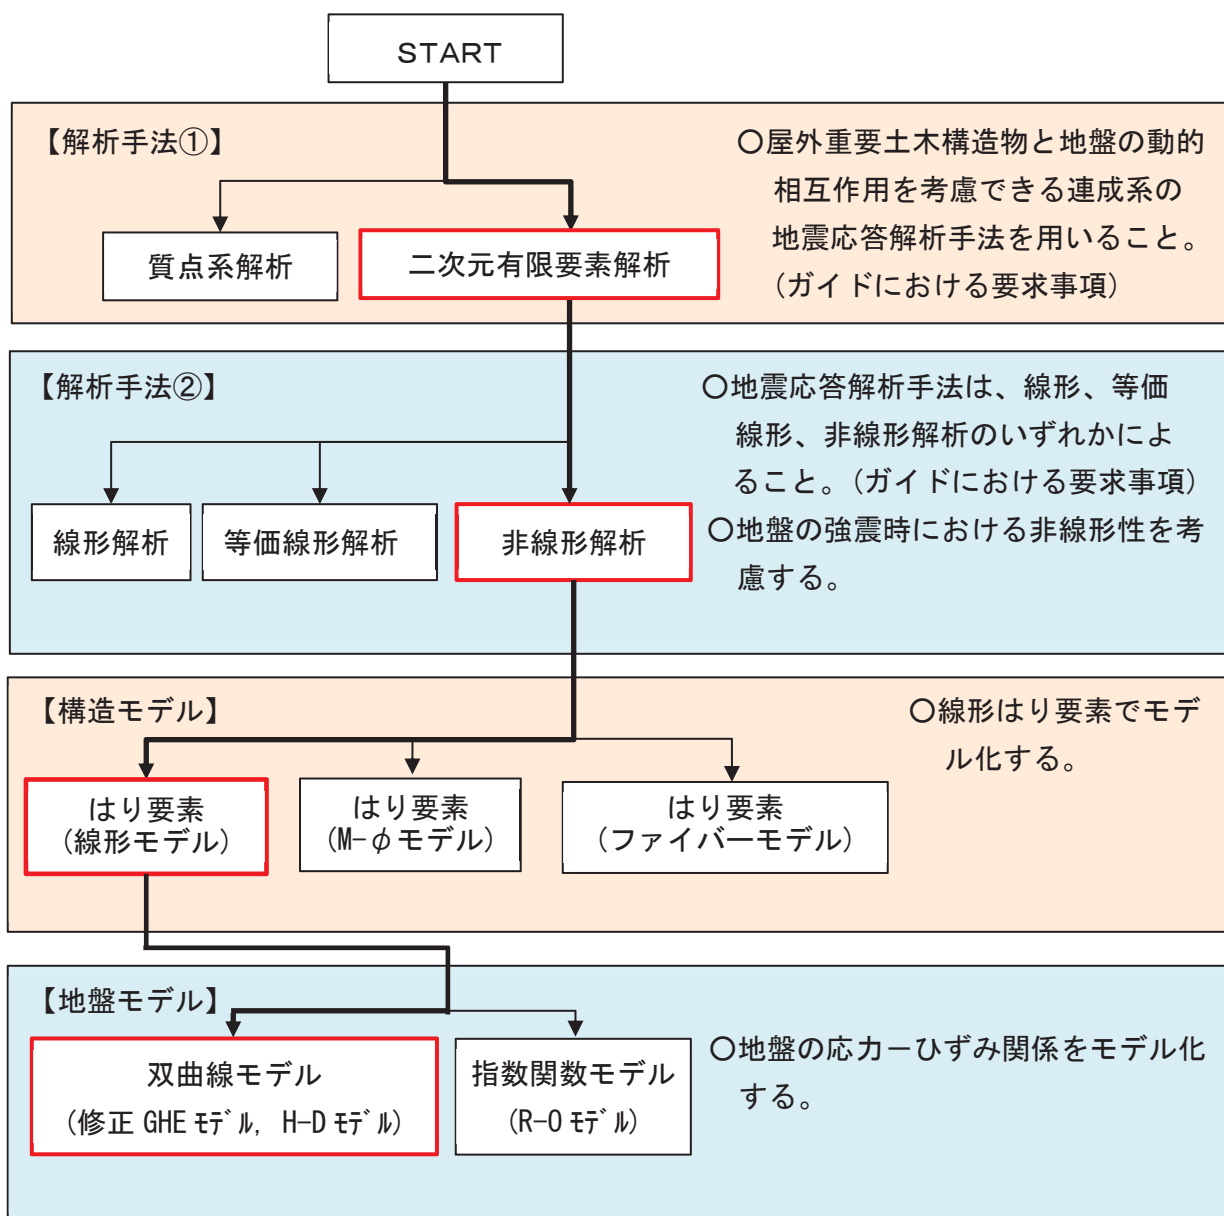 START
【解析手法①】
○屋外重要土木構造物と地盤の動的
相互作用を考慮できる連成系の
地震応答解析手法を用いること。
(ガイドにおける要求事項)
質点系解析
二次元有限要素解析
【解析手法②】
○地震応答解析手法は、線形、等価
線形、非線形解析のいずれかによ
ること。(ガイドにおける要求事項)
○地盤の強震時における非線形性を考
慮する。
線形解析
等価線形解析
非線形解析
【構造モデル】
○線形はり要素でモデ
ル化する。
はり要素
(線形モデル)
はり要素
(M-φモデル)
はり要素
(ファイバーモデル)
【地盤モデル】
○地盤の応力－ひずみ関係をモデル化
する。
双曲線モデル
(修正 GHE ﾓﾃﾞﾙ, H-D ﾓﾃﾞﾙ)
指数関数モデル
(R-O ﾓﾃﾞﾙ)